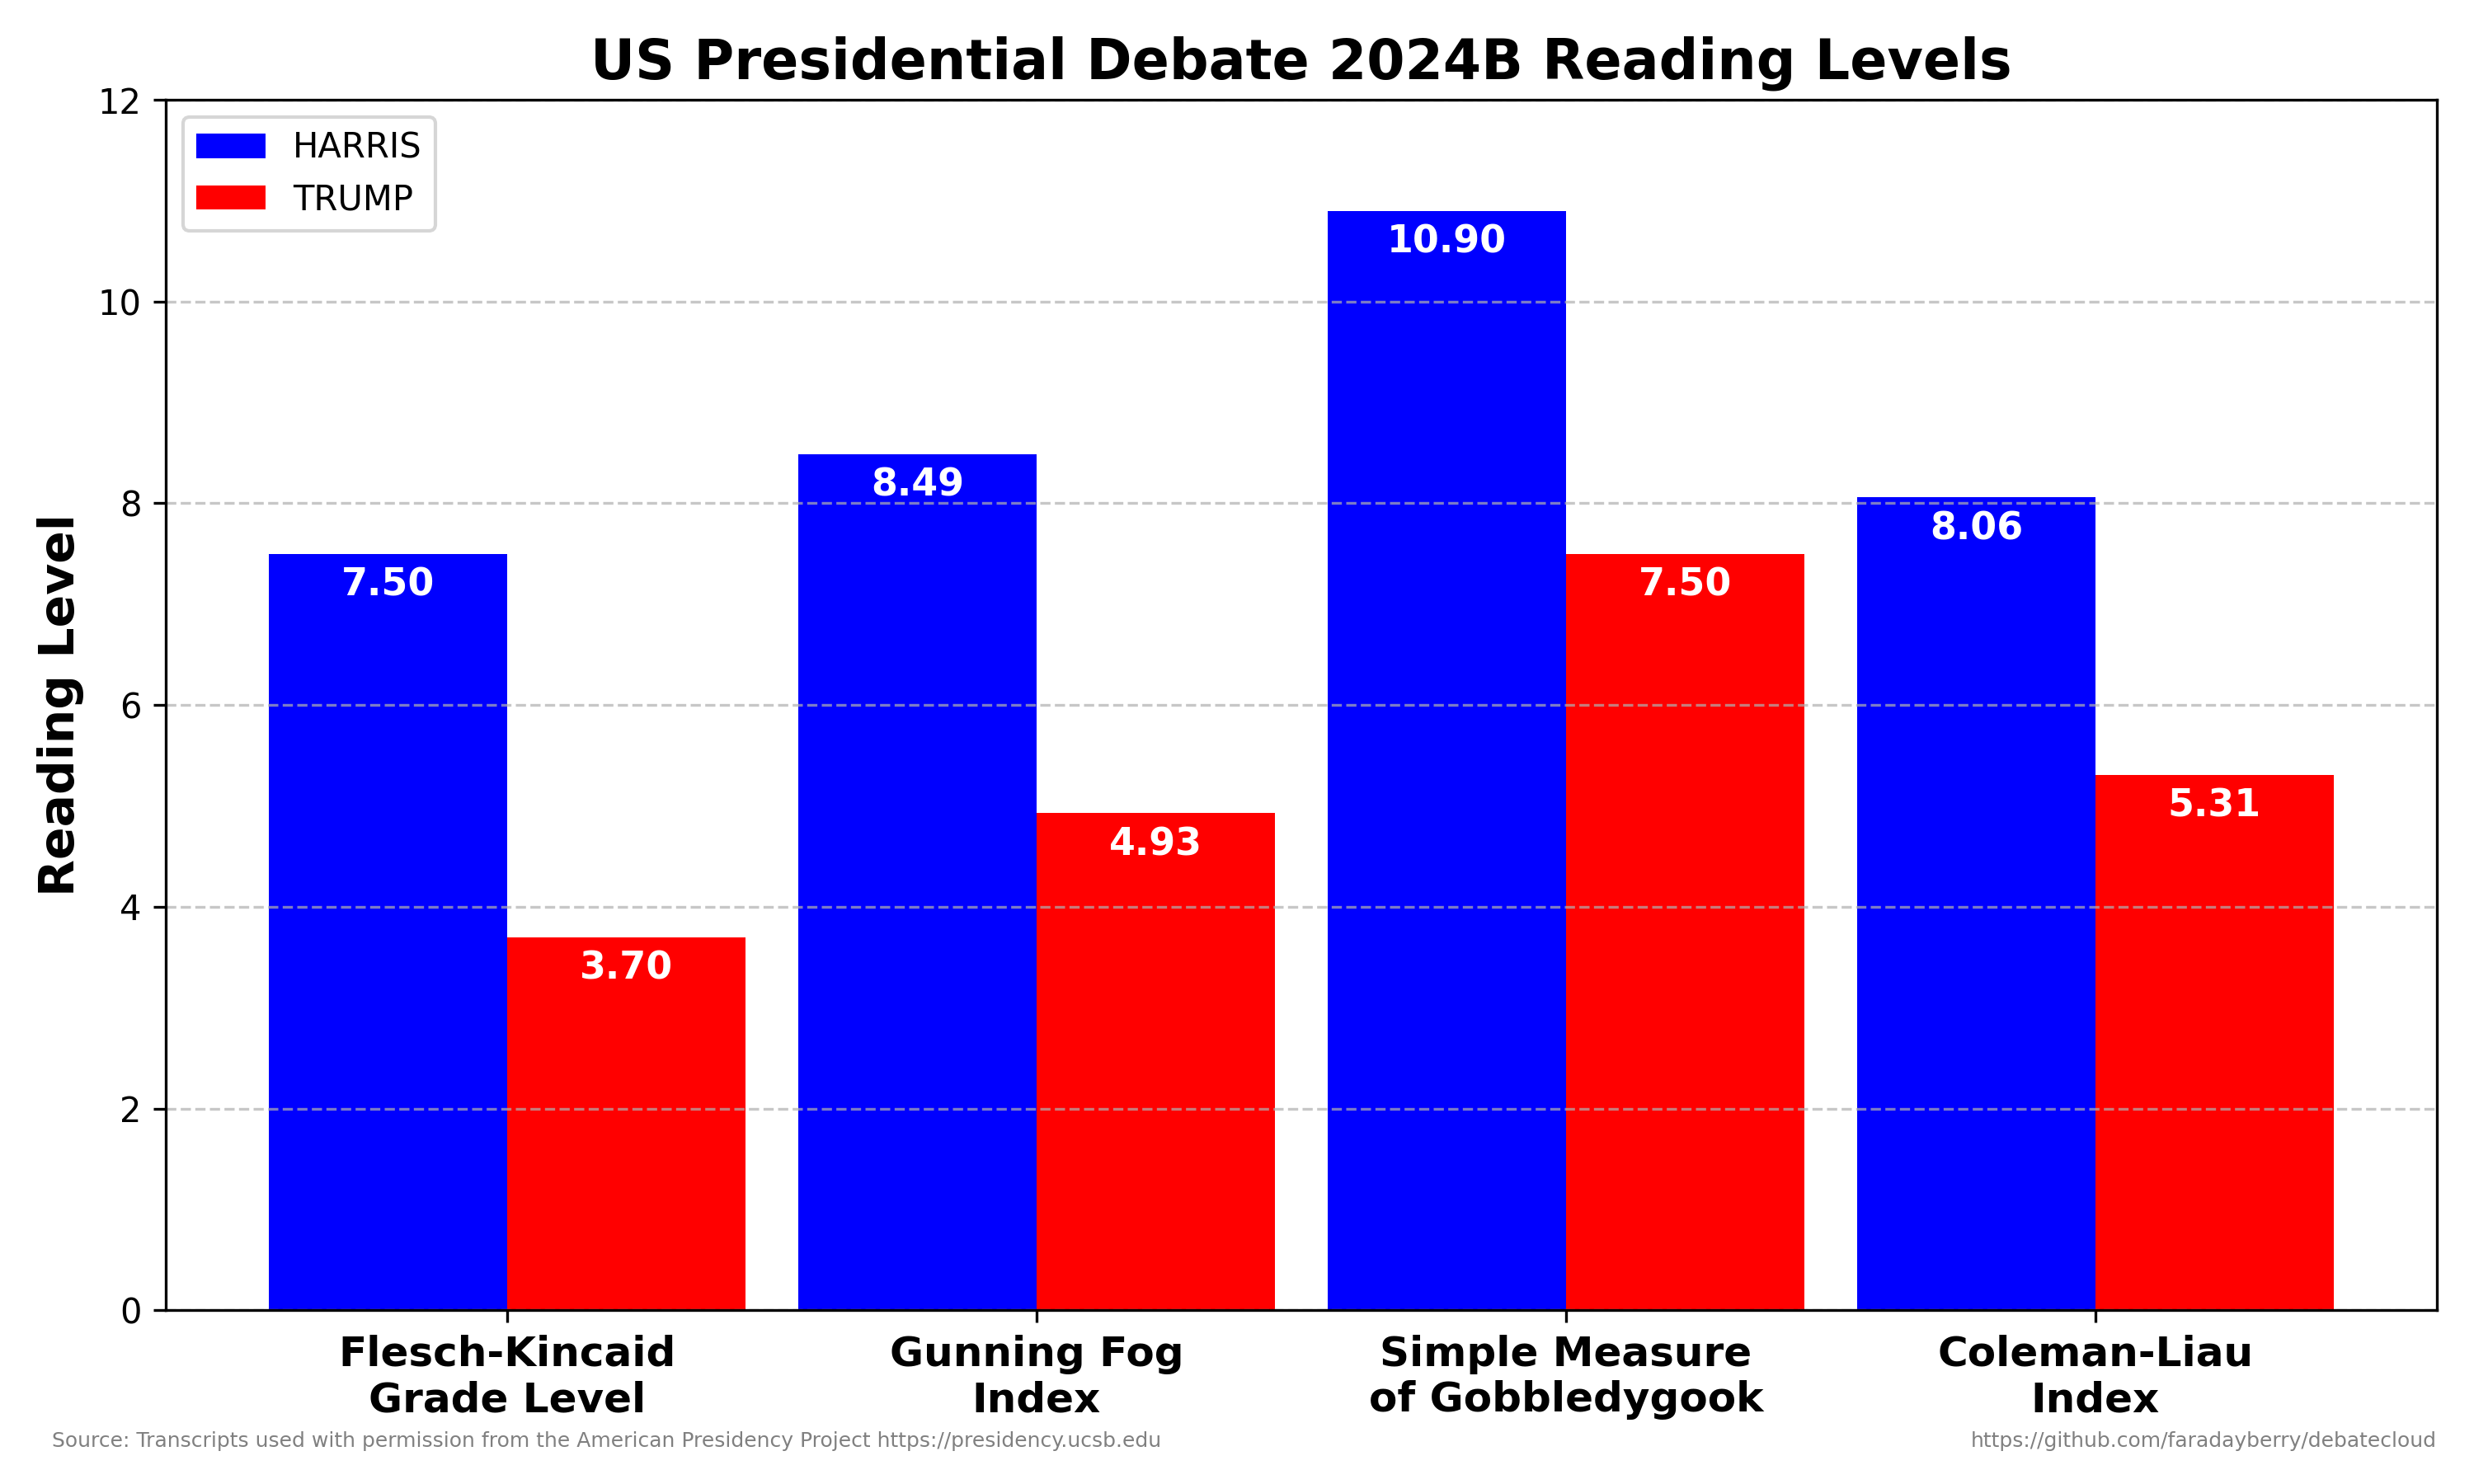 US Presidential Debate 2024B Reading Levels
12
10
8
6
4
2
0
Reading Level
HARRIS
TRUMP
7.50
3.70
8.49
4.93
10.90
7.50
8.06
5.31
Flesch-Kincaid
Grade Level
Gunning Fog
Index
Simple Measure
of Gobbledygook
Coleman-Liau
Index
Source: Transcripts used with permission from the American Presidency Project https://presidency.ucsb.edu
https://github.com/faradayberry/debatecloud